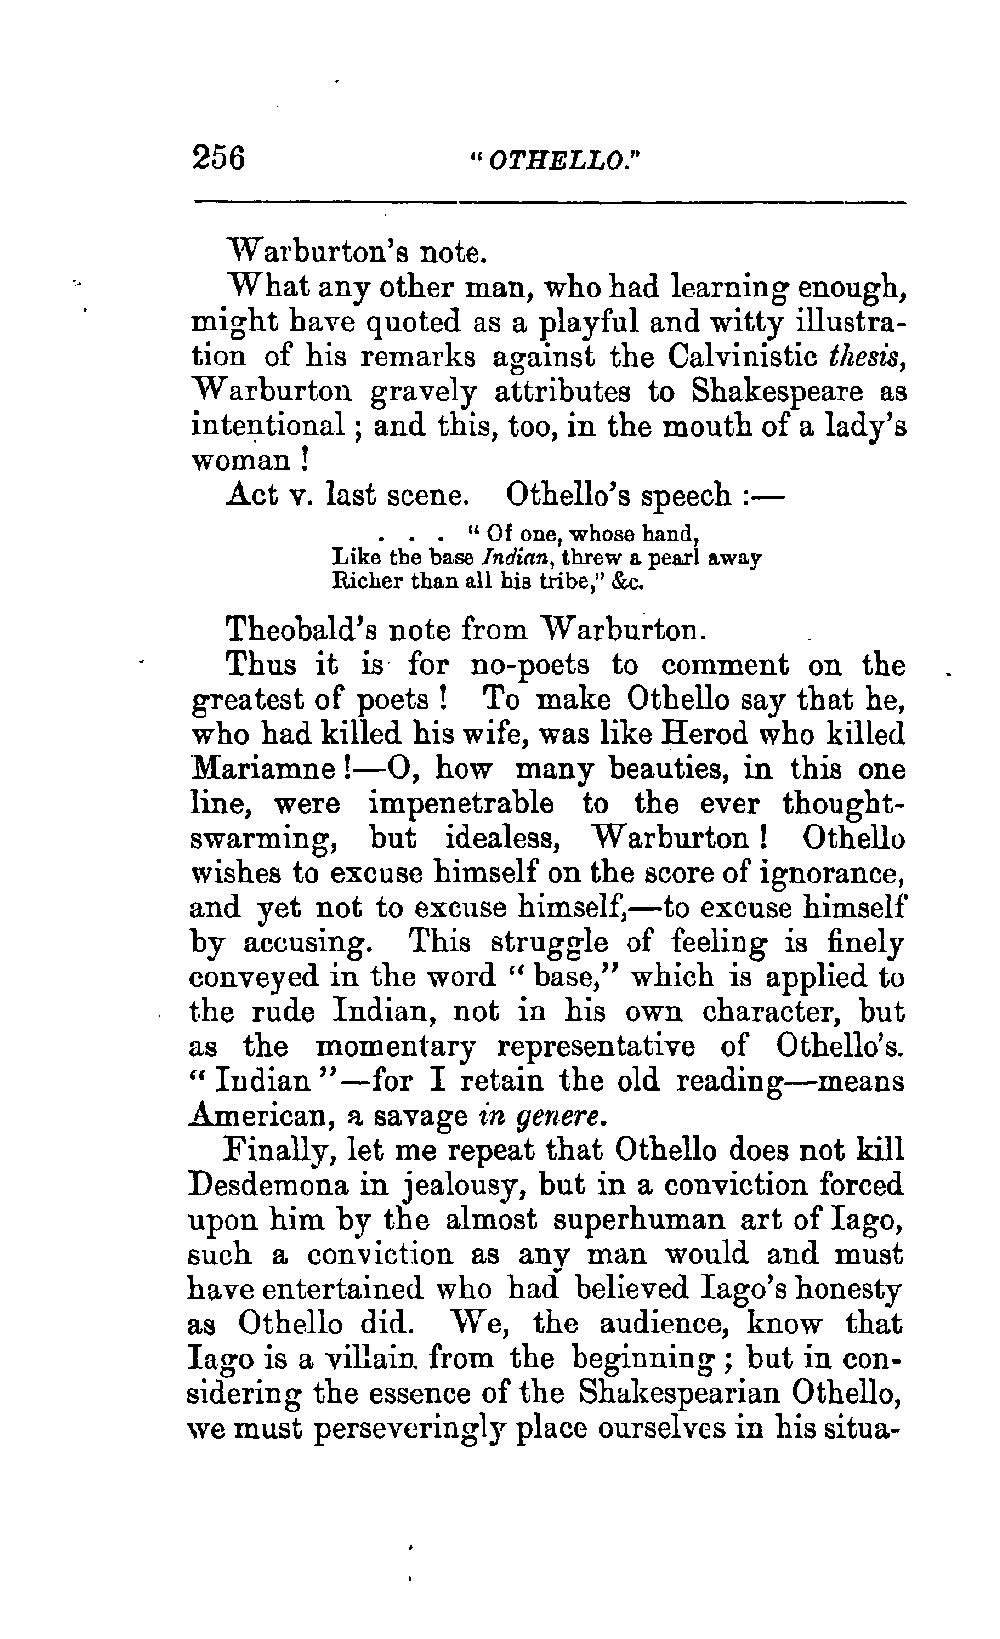 256 "OTHELLO."
Warburton's note.
What any other man, who had learning enough,
might have quoted as a playful and witty illustra-
tion of his remarks against the Calvinistic thesis,
Warburton gravely attributes to Shakespeare as
intentional ; and this, too, in the mouth of a lady's
woman !
Act v. last scene. Othello's speech :—
. . . " Of one, whose hand,
Like the base Indian, threw a pearl away
Richer than all his tribe," &c.
Theobald's note from Warburton.
Thus it is for no-poets to comment on the
greatest of poets ! To make Othello say that he,
who had killed his wife, was like Herod who killed
Mariamne !—O, how many beauties, in this one
line, were impenetrable to the ever thought-
swarming, but idealess, Warburton ! Othello
wishes to excuse himself on the score of ignorance,
and yet not to excuse himself,—to excuse himself
by accusing. This struggle of feeling is finely
conveyed in the word " base," which is applied to
the rude Indian, not in his own character, but
as the momentary representative of Othello's.
" Indian "—for I retain the old reading—means
American, a savage in genere.
Finally, let me repeat that Othello does not kill
Desdemona in jealousy, but in a conviction forced
upon him by the almost superhuman art of Iago,
such a conviction as any man would and must
have entertained who had believed Iago's honesty
as Othello did. We, the audience, know that
Iago is a villain from the beginning ; but in con-
sidering the essence of the Shakespearian Othello,
we must perseveringly place ourselves in his situa-